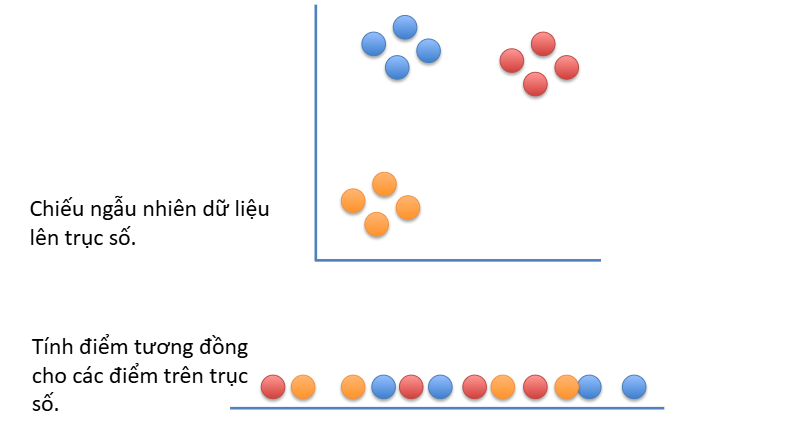 Chiếu ngẫu nhiên dữ liệu
lên trục số.
Tính điểm tương đồng
cho các điểm trên trục
số.